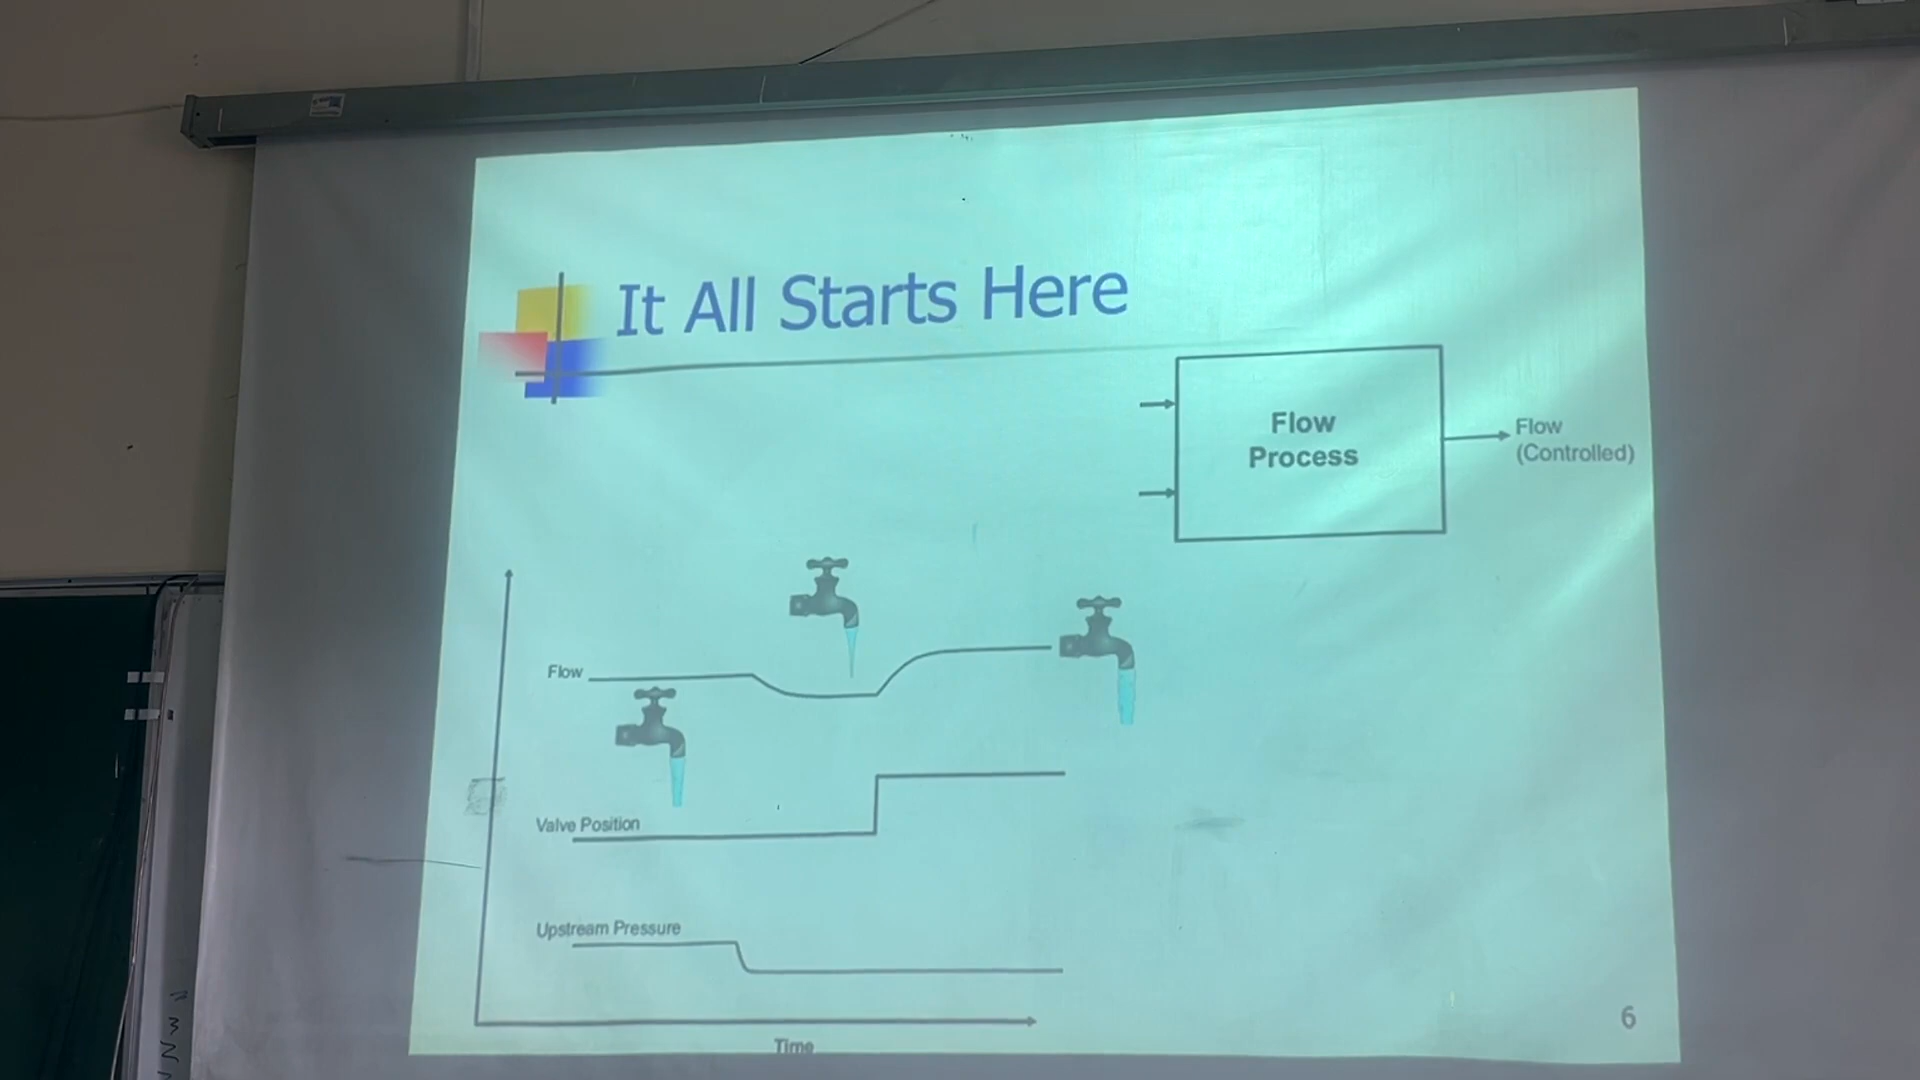 It All Starts Here
Flow
Process
Flow
(Controlled)
Flow
Valve Position
Upstream Pressure
Time
6